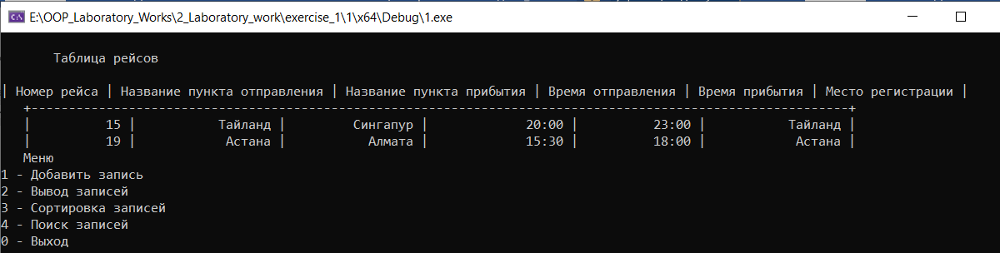 E:\OOP_Laboratory_Works\2_Laboratory_work\exercise_1\1\x64\Debug\1.exe
Таблица рейсов
| Номер рейса | Название пункта отправления | Название пункта прибытия | Время отправления | Время прибытия | Место регистрации |
+-------------------------------------------------------------------------------------------------------------+
| 15 | Тайланд | Сингапур | 20:00 | 23:00 | Тайланд |
| 19 | Астана | Алмата | 15:30 | 18:00 | Астана |
Меню
1 - Добавить запись
2 - Вывод записей
3 - Сортировка записей
4 - Поиск записей
0 - Выход